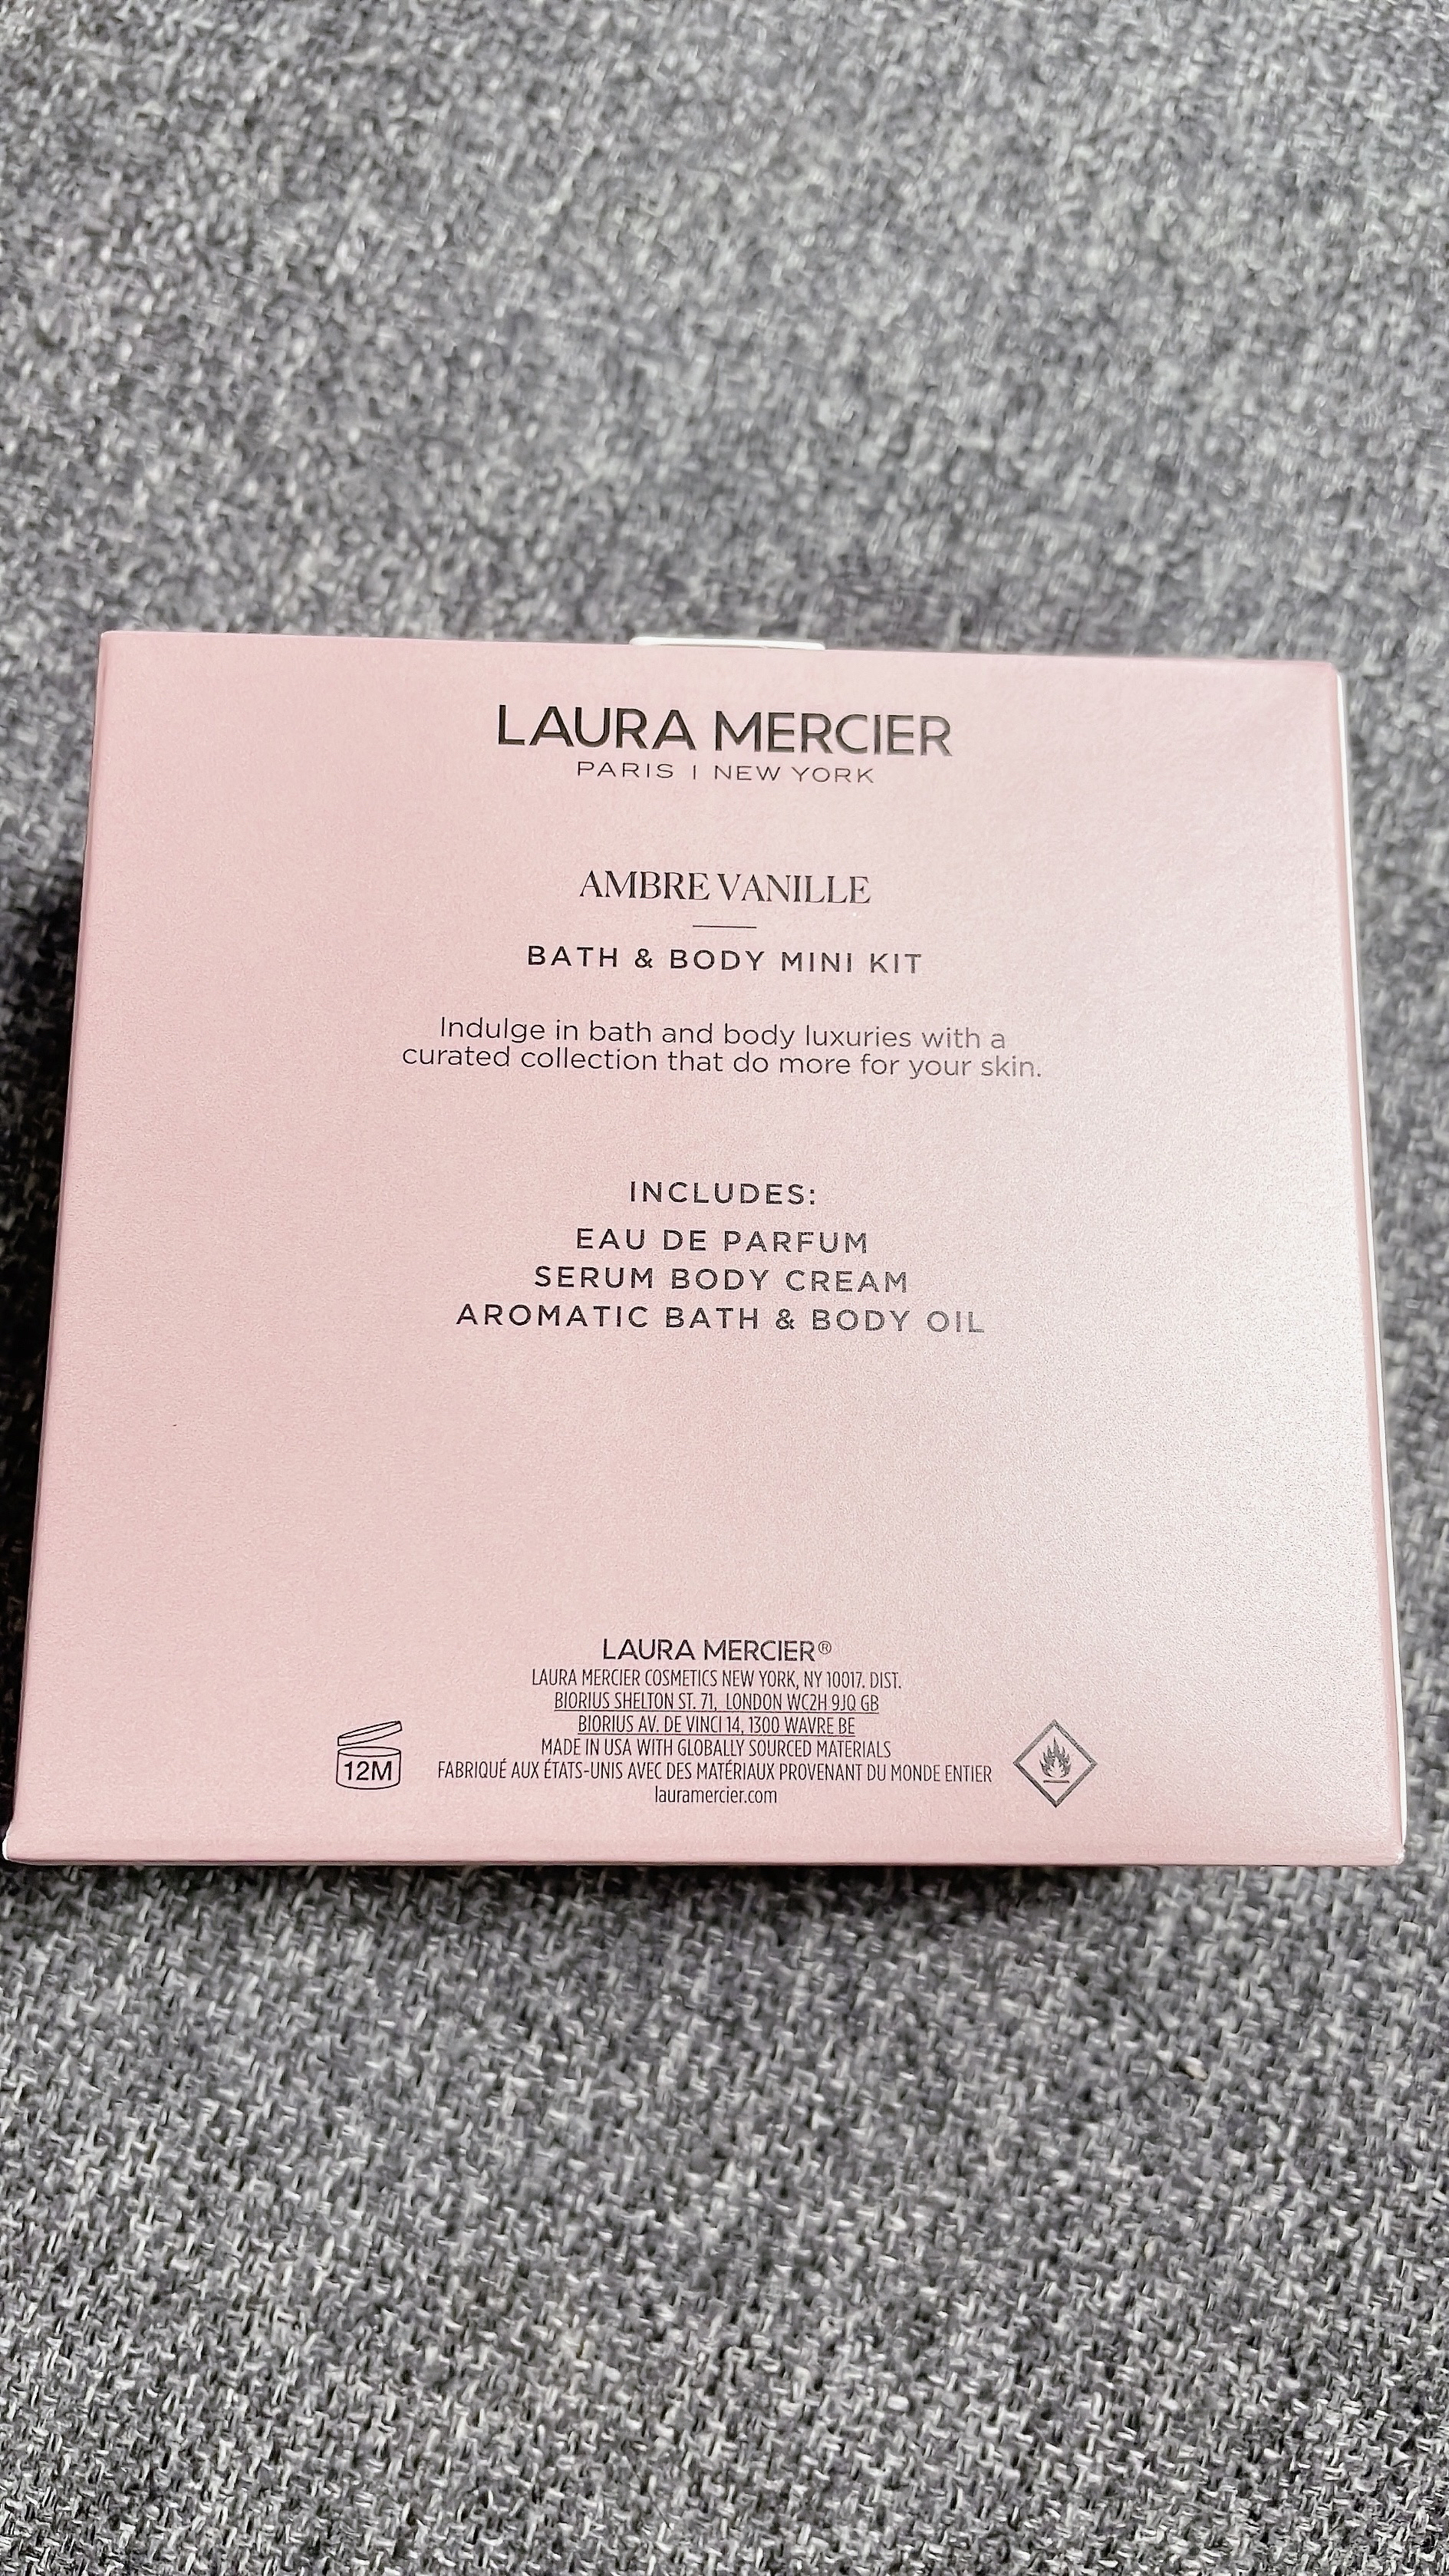 LAURA MERCIER
PARIS | NEW YORK
AMBRE VANILLE
BATH & BODY MINI KIT
Indulge in bath and body luxuries with a
curated collection that do more for your skin.
INCLUDES:
EAU DE PARFUM
SERUM BODY CREAM
AROMATIC BATH & BODY OIL
LAURA MERCIER®
LAURA MERCIER COSMETICS NEW YORK, NY 10017. DIST.
BIORIUS SHELTON ST. 71, LONDON WC2H 9JQ GB
BIORIUS AV. DE VINCI 14, 1300 WAVRE BE
MADE IN USA WITH GLOBALLY SOURCED MATERIALS
12M
FABRIQUÉ AUX ÉTATS-UNIS AVEC DES MATÉRIAUX PROVENANT DU MONDE ENTIER
lauramercier.com